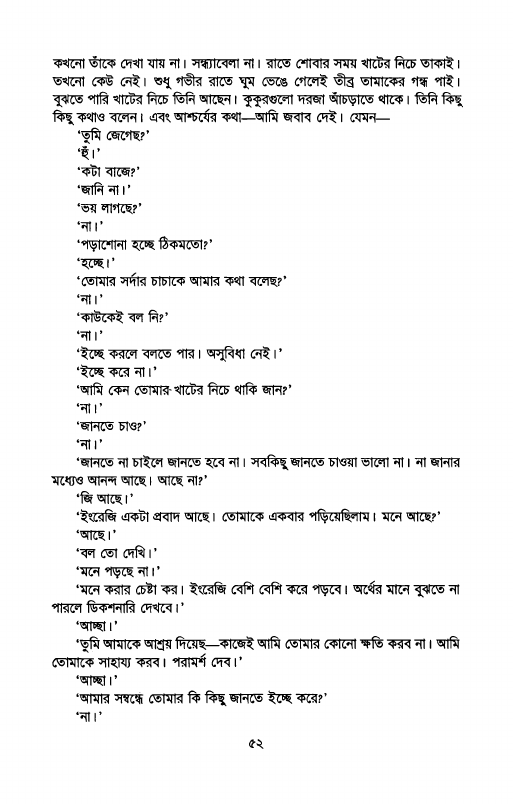 কখনো তাঁকে দেখা যায় না। সন্ধ্যাবেলা না। রাতে শোবার সময় খাটের নিচে তাকাই।
তখনো কেউ নেই। শুধু গভীর রাতে ঘুম ভেঙে গেলেই তীব্র তামাকের গন্ধ পাই।
বুঝতে পারি খাটের নিচে তিনি আছেন। কুকুরগুলো দরজা আঁচড়াতে থাকে। তিনি কিছু
কিছু কথাও বলেন। এবং আশ্চর্যের কথা—আমি জবাব দেই। যেমন—
‘তুমি জেগেছ?’
‘হুঁ।’
‘কটা বাজে?’
‘জানি না।’
‘ভয় লাগছে?’
‘না।’
‘পড়াশোনা হচ্ছে ঠিকমতো?’
‘হচ্ছে।’
‘তোমার সর্দার চাচাকে আমার কথা বলেছ?’
‘না।’
‘কাউকেই বল নি?’
‘না।’
‘ইচ্ছে করলে বলতে পার। অসুবিধা নেই।’
‘ইচ্ছে করে না।’
‘আমি কেন তোমার খাটের নিচে থাকি জান?’
‘না।’
‘জানতে চাও?’
‘না।’
‘জানতে না চাইলে জানতে হবে না। সবকিছু জানতে চাওয়া ভালো না। না জানার
মধ্যেও আনন্দ আছে। আছে না?’
‘জি আছে।’
‘ইংরেজি একটা প্রবাদ আছে। তোমাকে একবার পড়িয়েছিলাম। মনে আছে?’
‘আছে।’
‘বল তো দেখি।’
‘মনে পড়ছে না।’
‘মনে করার চেষ্টা কর। ইংরেজি বেশি বেশি করে পড়বে। অর্থের মানে বুঝতে না
পারলে ডিকশনারি দেখবে।’
‘আচ্ছা।’
‘তুমি আমাকে আশ্রয় দিয়েছ—কাজেই আমি তোমার কোনো ক্ষতি করব না। আমি
তোমাকে সাহায্য করব। পরামর্শ দেব।’
‘আচ্ছা।’
‘আমার সম্বন্ধে তোমার কি কিছু জানতে ইচ্ছে করে?’
‘না।’
৫২